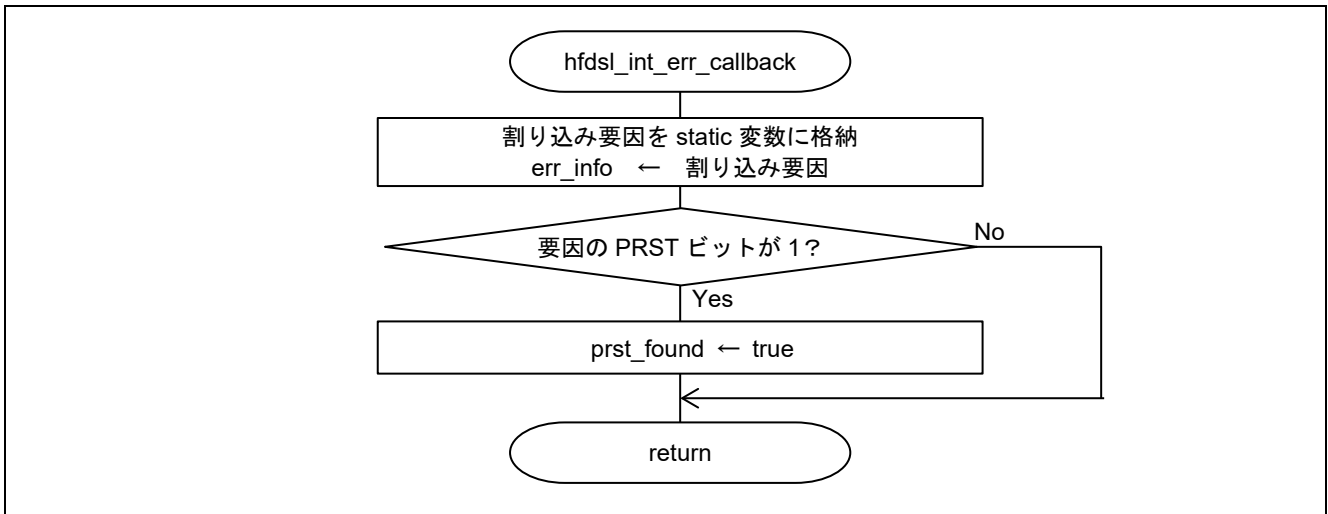 hfdsl_int_err_callback
割り込み要因を static 変数に格納
err_info ← 割り込み要因
要因の PRST ビットが 1？
No
Yes
prst_found ← true
return